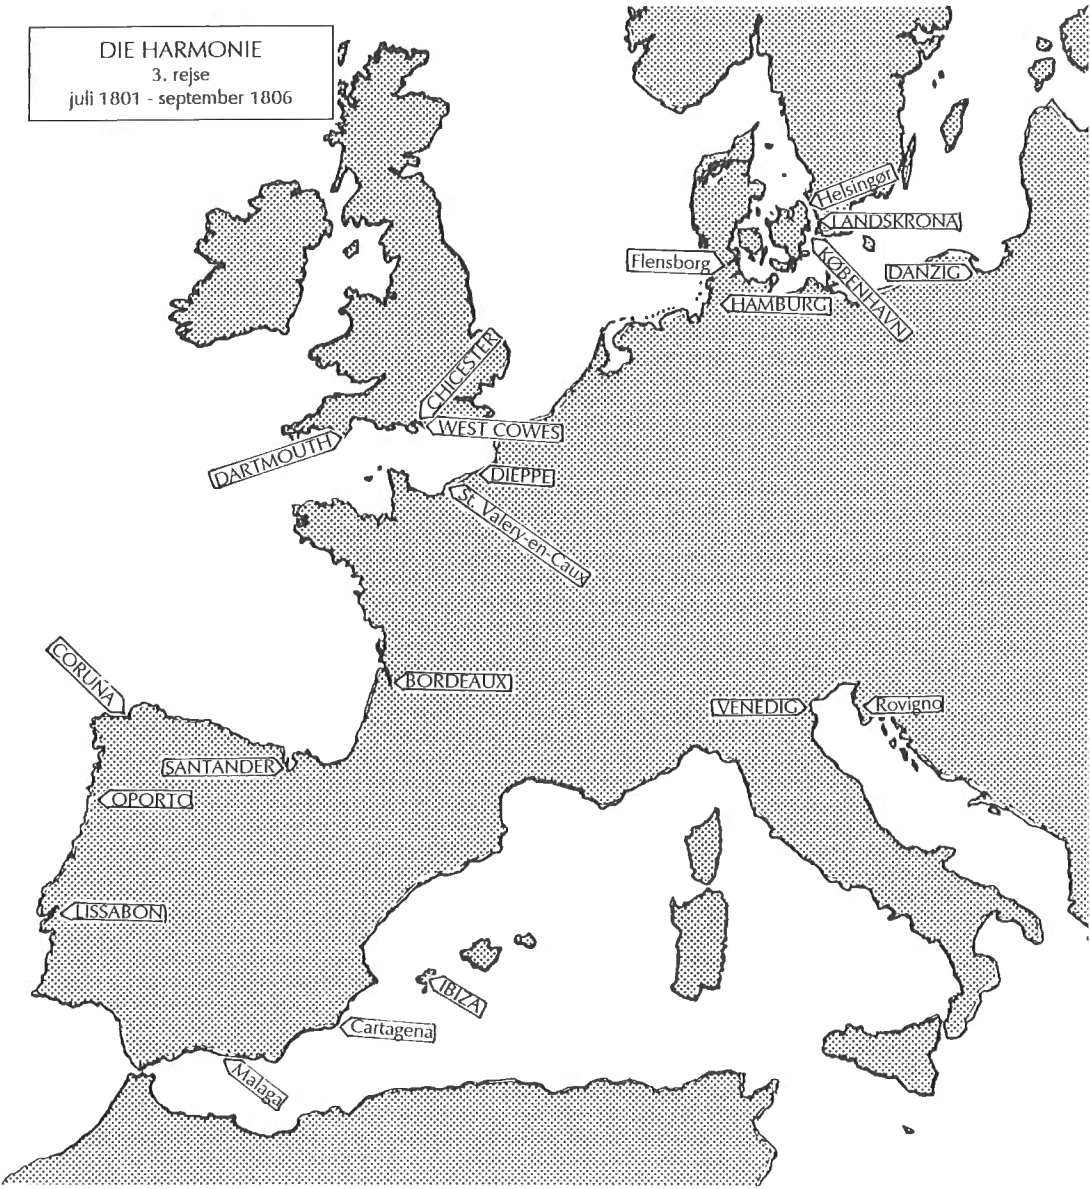 DIE HARMONIE
3. rejse
juli 1801 - september 1806
Helsingør
LANDSKRONA
KØBENHAVN
Flensborg
DANZIG
HAMBURG
CHICESTER
WEST COWES
DARTMOUTH
DIEPPE
St. Valery-en-Caux
CORUÑA
BORDEAUX
VENEDIG
Rovigno
SANTANDER
OPORTO
LISSABON
IBIZA
Cartagena
Malaga